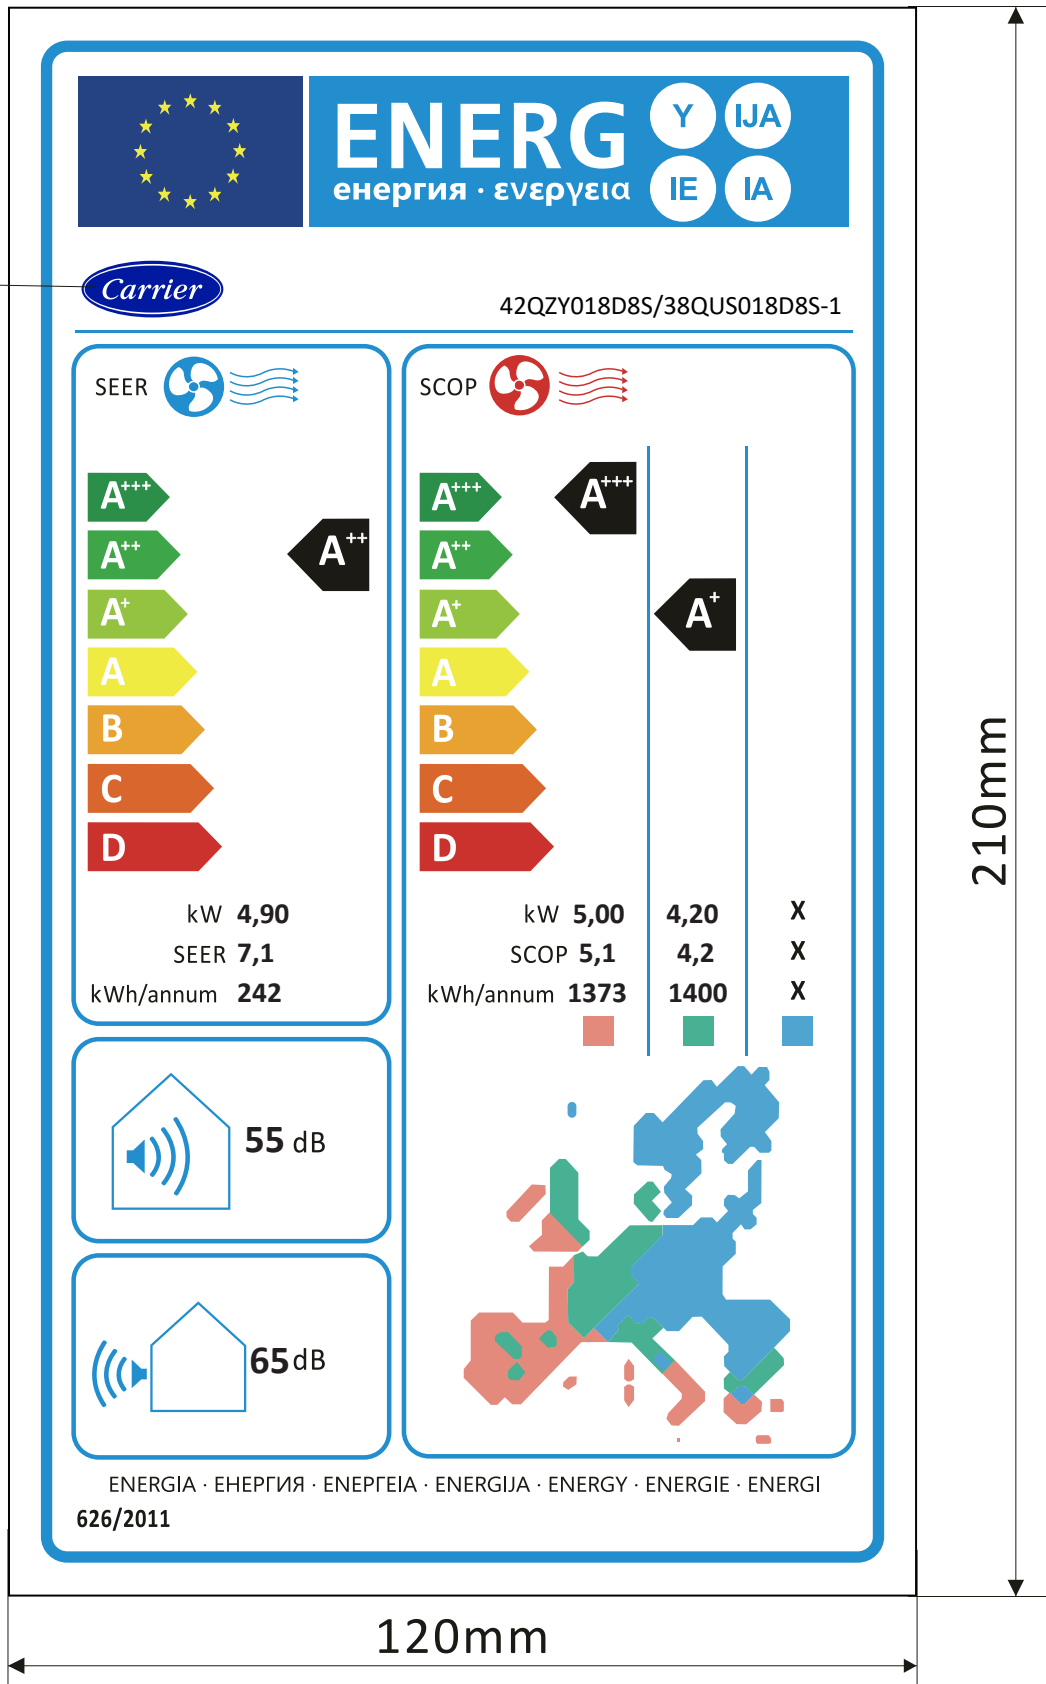 ENERG Y IJA
енергия · ενεργεια IE IA
Carrier
42QZY018D8S/38QUS018D8S-1
SEER
A+++
A++
A++
A+
A
B
C
D
kW 4,90
SEER 7,1
kWh/annum 242
SCOP
A+++
A+++
A++
A+
A+
A
B
C
D
kW 5,00 4,20 X
SCOP 5,1 4,2 X
kWh/annum 1373 1400 X
55 dB
65 dB
ENERGIA · ЕНЕРГИЯ · ΕΝΕΡΓΕΙΑ · ENERGIJA · ENERGY · ENERGIE · ENERGI
626/2011
210mm
120mm